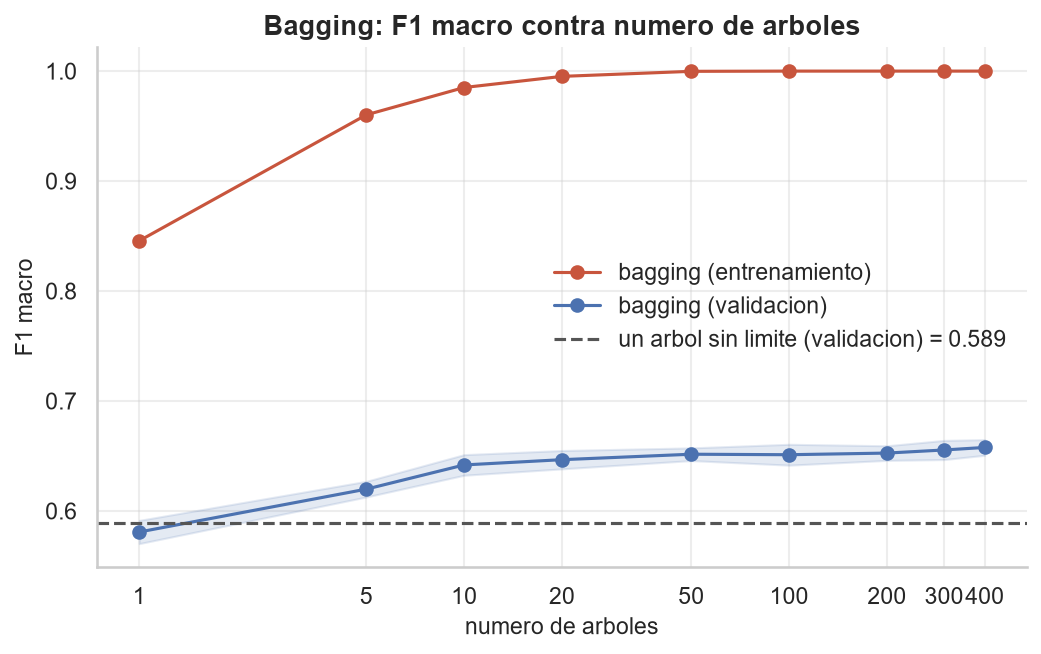 Bagging: F1 macro contra numero de arboles
1.0
0.9
0.8
0.7
0.6
F1 macro
bagging (entrenamiento)
bagging (validacion)
un arbol sin limite (validacion) = 0.589
1 5 10 20 50 100 200 300 400
numero de arboles